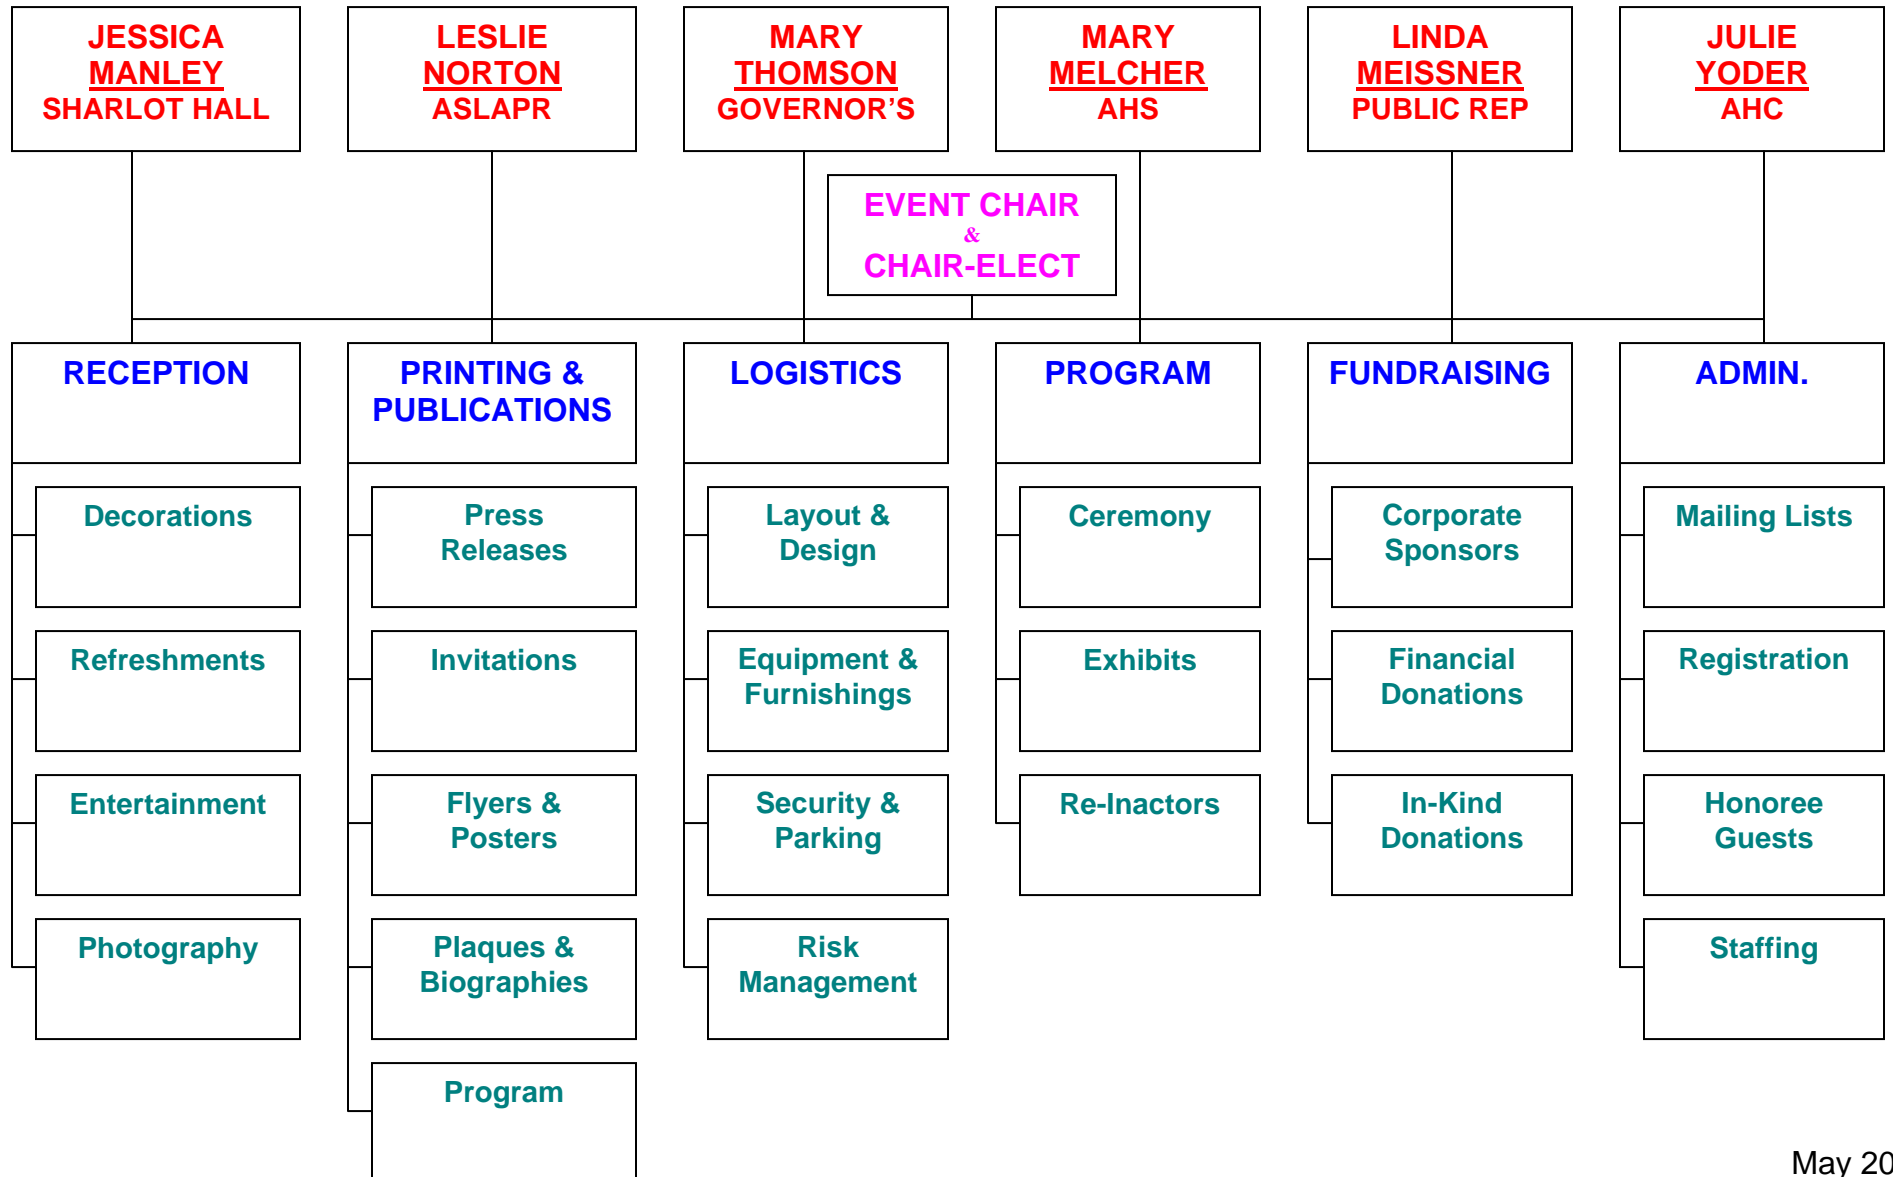 JESSICA
MANLEY
SHARLOT HALL
LESLIE
NORTON
ASLAPR
MARY
THOMSON
GOVERNOR'S
MARY
MELCHER
AHS
LINDA
MEISSNER
PUBLIC REP
JULIE
YODER
AHC
EVENT CHAIR
&
CHAIR-ELECT
RECEPTION
Decorations
Refreshments
Entertainment
Photography
PRINTING &
PUBLICATIONS
Press
Releases
Invitations
Flyers &
Posters
Plaques &
Biographies
Program
LOGISTICS
Layout &
Design
Equipment &
Furnishings
Security &
Parking
Risk
Management
PROGRAM
Ceremony
Exhibits
Re-Inactors
FUNDRAISING
Corporate
Sponsors
Financial
Donations
In-Kind
Donations
ADMIN.
Mailing Lists
Registration
Honoree
Guests
Staffing
May 20